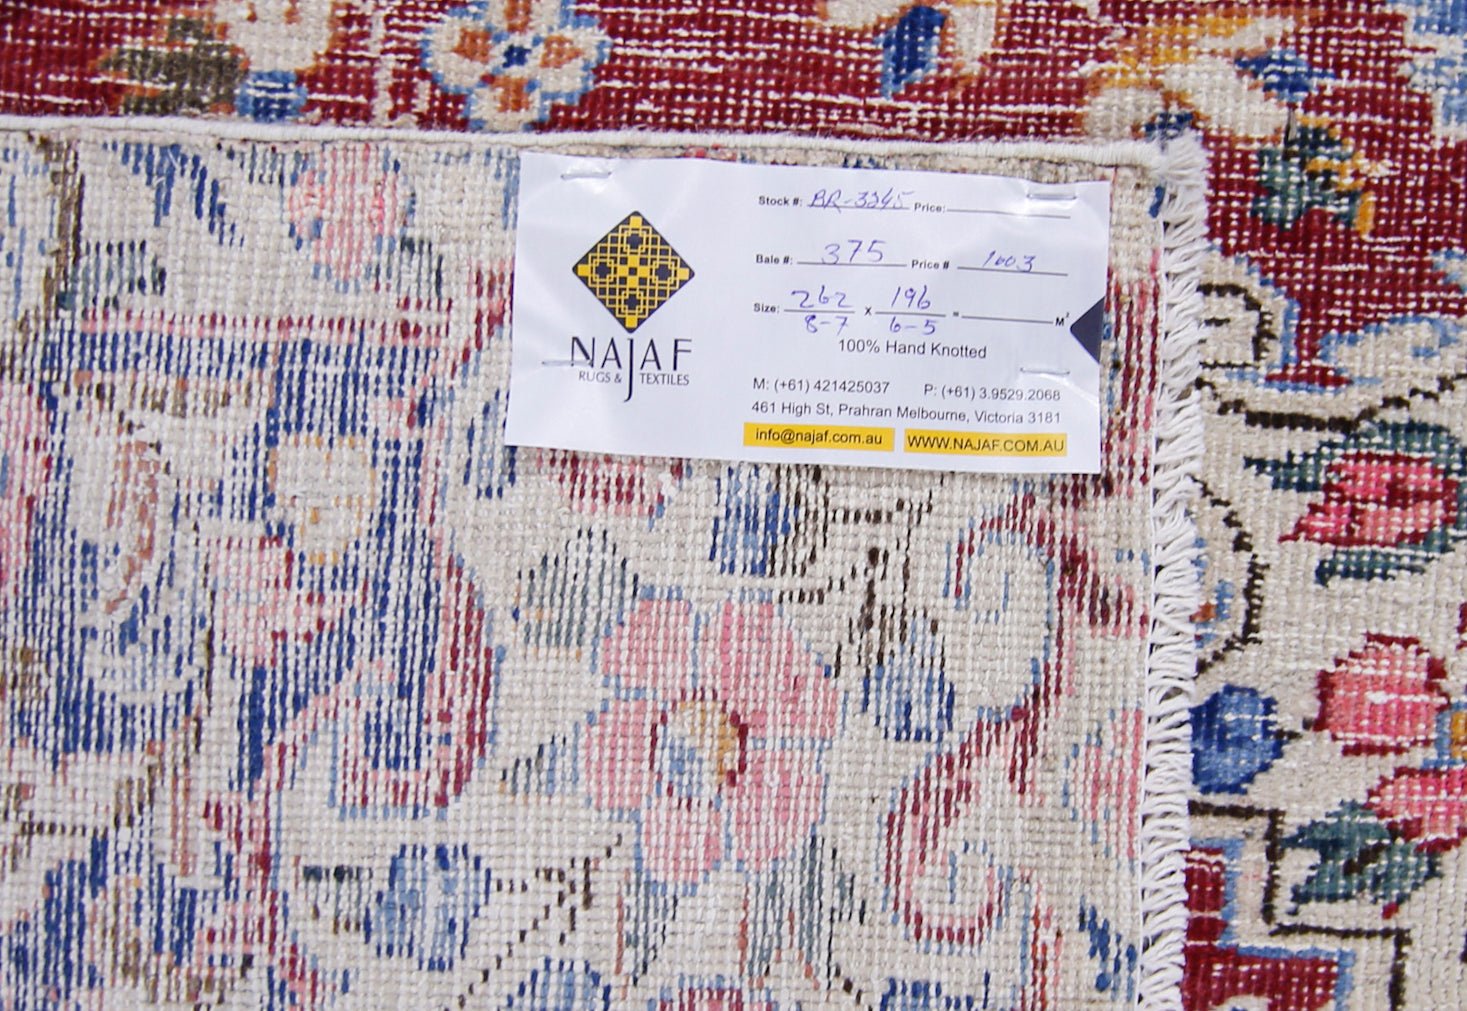 NAJAF
RUGS & TEXTILES
Stock #: BR-3245 Price:
Bale #: 375 Price # 1003
Size: 262 x 196 = M²
8-7 6-5
100% Hand Knotted
M: (+61) 421425037 P: (+61) 3.9529.2068
461 High St, Prahran Melbourne, Victoria 3181
info@najaf.com.au WWW.NAJAF.COM.AU